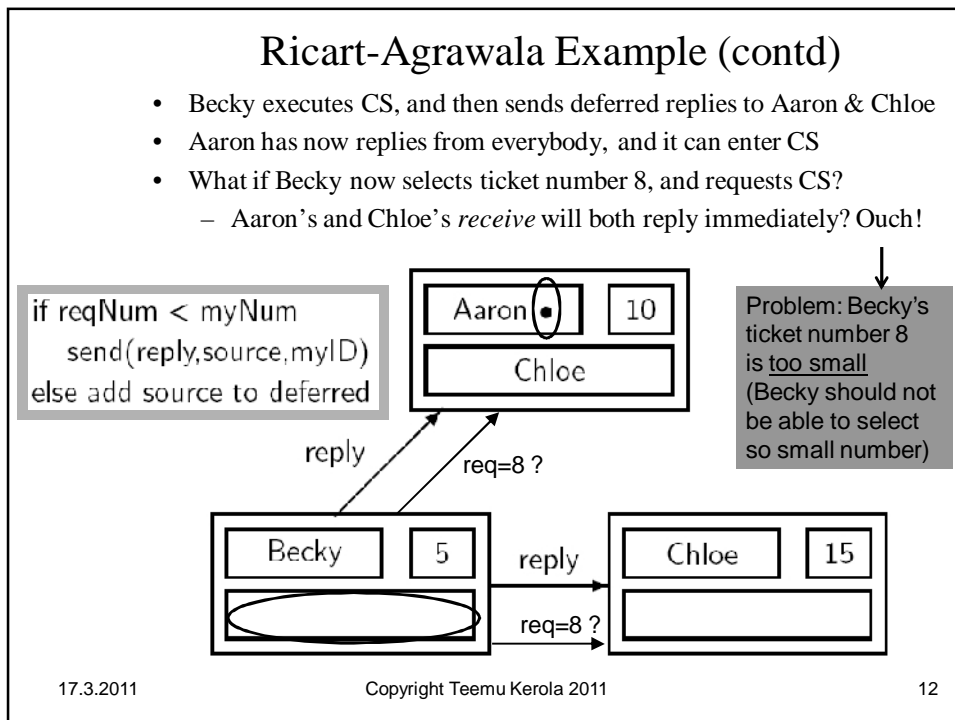 Ricart-Agrawala Example (contd)
• Becky executes CS, and then sends deferred replies to Aaron & Chloe
• Aaron has now replies from everybody, and it can enter CS
• What if Becky now selects ticket number 8, and requests CS?
– Aaron's and Chloe's receive will both reply immediately? Ouch!
if reqNum < myNum
send(reply,source,myID)
else add source to deferred
Aaron
10
Chloe
Problem: Becky's
ticket number 8
is too small
(Becky should not
be able to select
so small number)
reply
req=8 ?
Becky
5
reply
req=8 ?
Chloe
15
17.3.2011
Copyright Teemu Kerola 2011
12